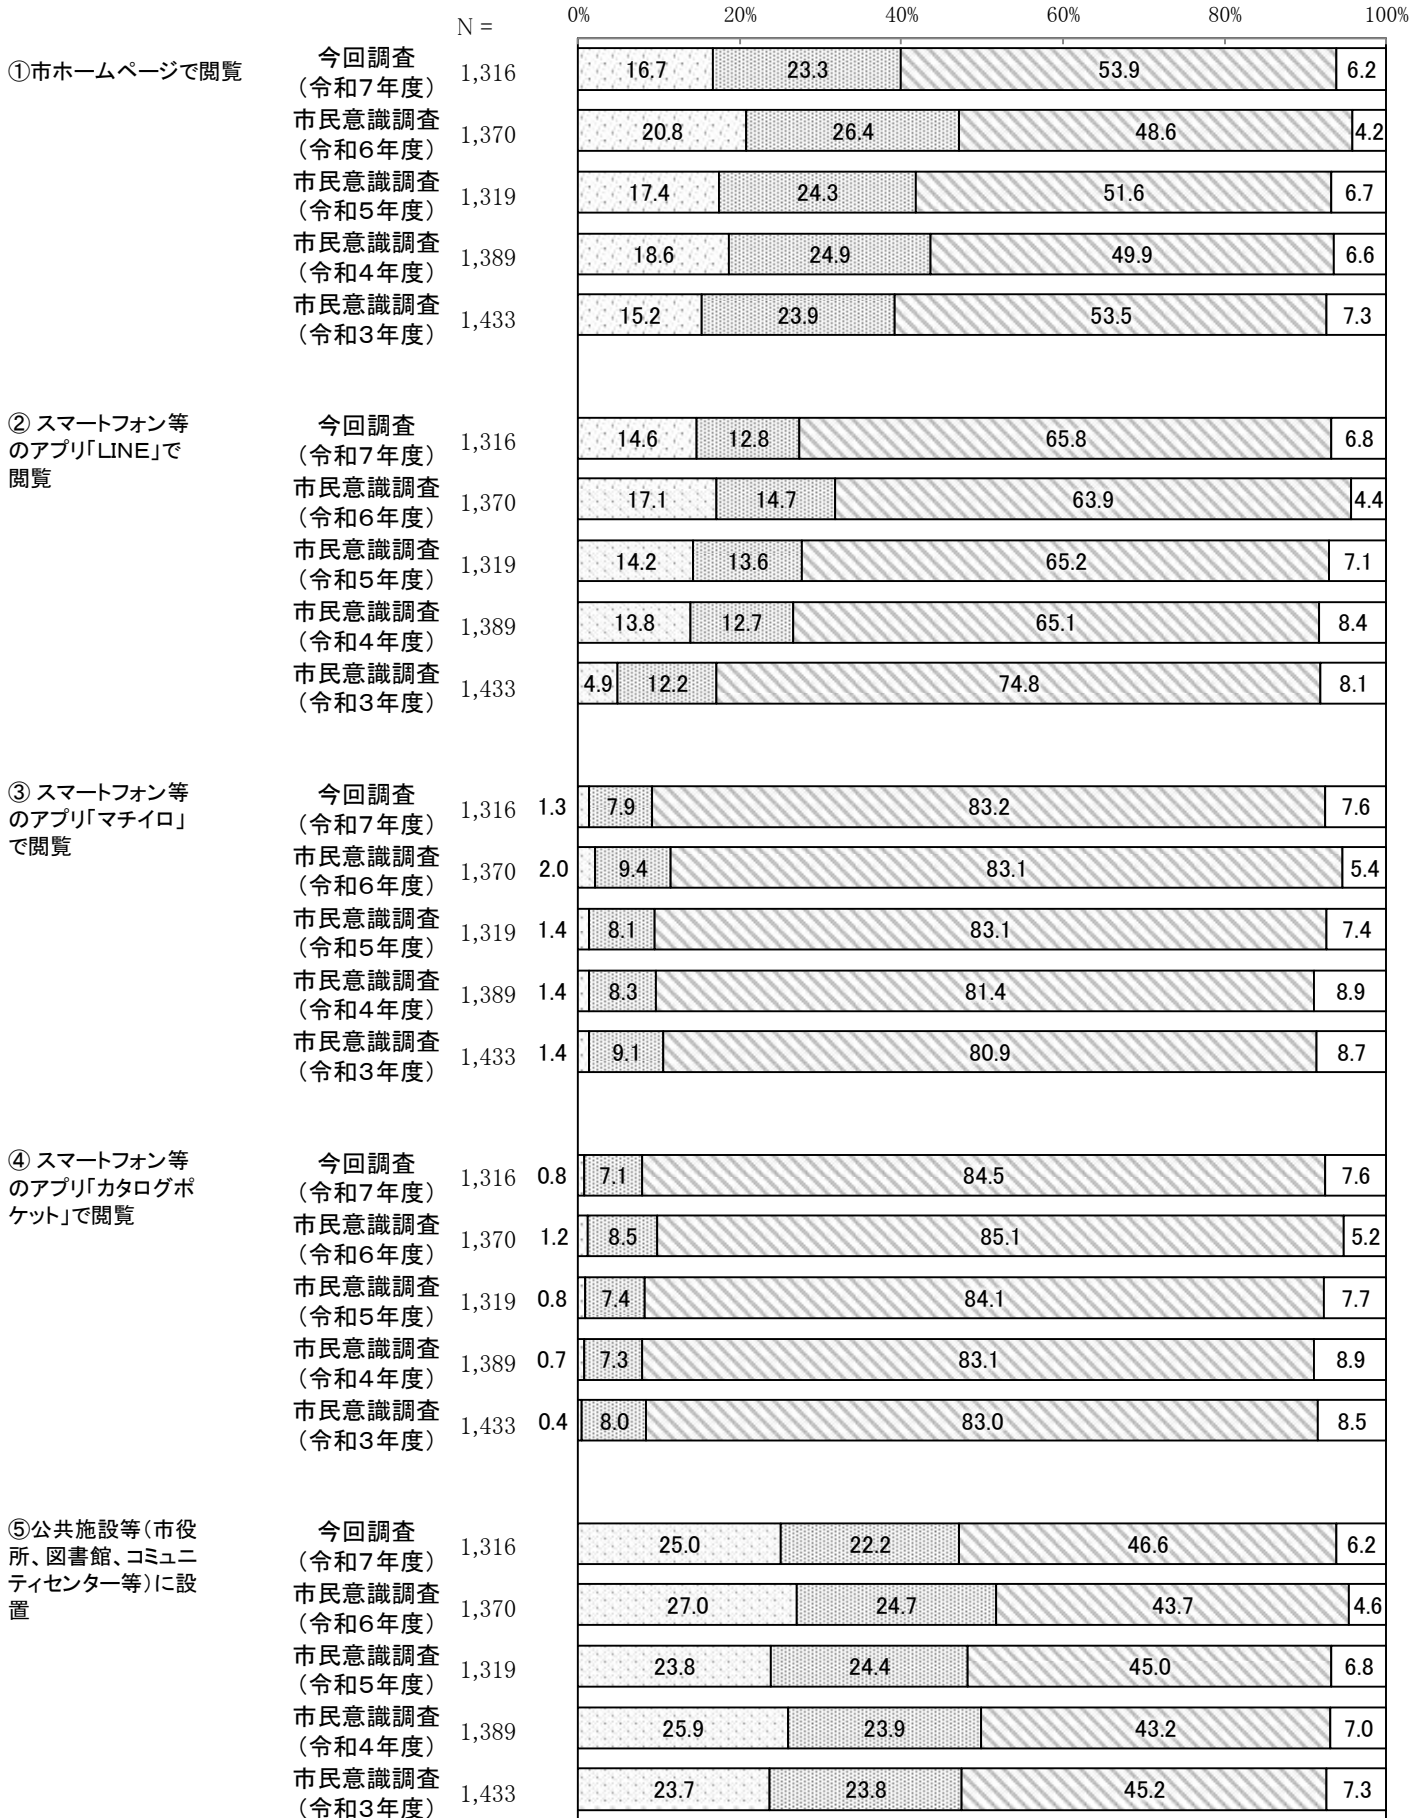 0% 20% 40% 60% 80% 100%
N =
①市ホームページで閲覧
今回調査
（令和７年度）
1,316
16.7 23.3 53.9 6.2
市民意識調査
（令和６年度）
1,370
20.8 26.4 48.6 4.2
市民意識調査
（令和５年度）
1,319
17.4 24.3 51.6 6.7
市民意識調査
（令和４年度）
1,389
18.6 24.9 49.9 6.6
市民意識調査
（令和３年度）
1,433
15.2 23.9 53.5 7.3
② スマートフォン等
のアプリ「LINE」で
閲覧
今回調査
（令和７年度）
1,316
14.6 12.8 65.8 6.8
市民意識調査
（令和６年度）
1,370
17.1 14.7 63.9 4.4
市民意識調査
（令和５年度）
1,319
14.2 13.6 65.2 7.1
市民意識調査
（令和４年度）
1,389
13.8 12.7 65.1 8.4
市民意識調査
（令和３年度）
1,433
4.9 12.2 74.8 8.1
③ スマートフォン等
のアプリ「マチイロ」
で閲覧
今回調査
（令和７年度）
1,316
1.3 7.9 83.2 7.6
市民意識調査
（令和６年度）
1,370
2.0 9.4 83.1 5.4
市民意識調査
（令和５年度）
1,319
1.4 8.1 83.1 7.4
市民意識調査
（令和４年度）
1,389
1.4 8.3 81.4 8.9
市民意識調査
（令和３年度）
1,433
1.4 9.1 80.9 8.7
④ スマートフォン等
のアプリ「カタログポ
ケット」で閲覧
今回調査
（令和７年度）
1,316
0.8 7.1 84.5 7.6
市民意識調査
（令和６年度）
1,370
1.2 8.5 85.1 5.2
市民意識調査
（令和５年度）
1,319
0.8 7.4 84.1 7.7
市民意識調査
（令和４年度）
1,389
0.7 7.3 83.1 8.9
市民意識調査
（令和３年度）
1,433
0.4 8.0 83.0 8.5
⑤公共施設等（市役
所、図書館、コミュニ
ティセンター等）に設
置
今回調査
（令和７年度）
1,316
25.0 22.2 46.6 6.2
市民意識調査
（令和６年度）
1,370
27.0 24.7 43.7 4.6
市民意識調査
（令和５年度）
1,319
23.8 24.4 45.0 6.8
市民意識調査
（令和４年度）
1,389
25.9 23.9 43.2 7.0
市民意識調査
（令和３年度）
1,433
23.7 23.8 45.2 7.3